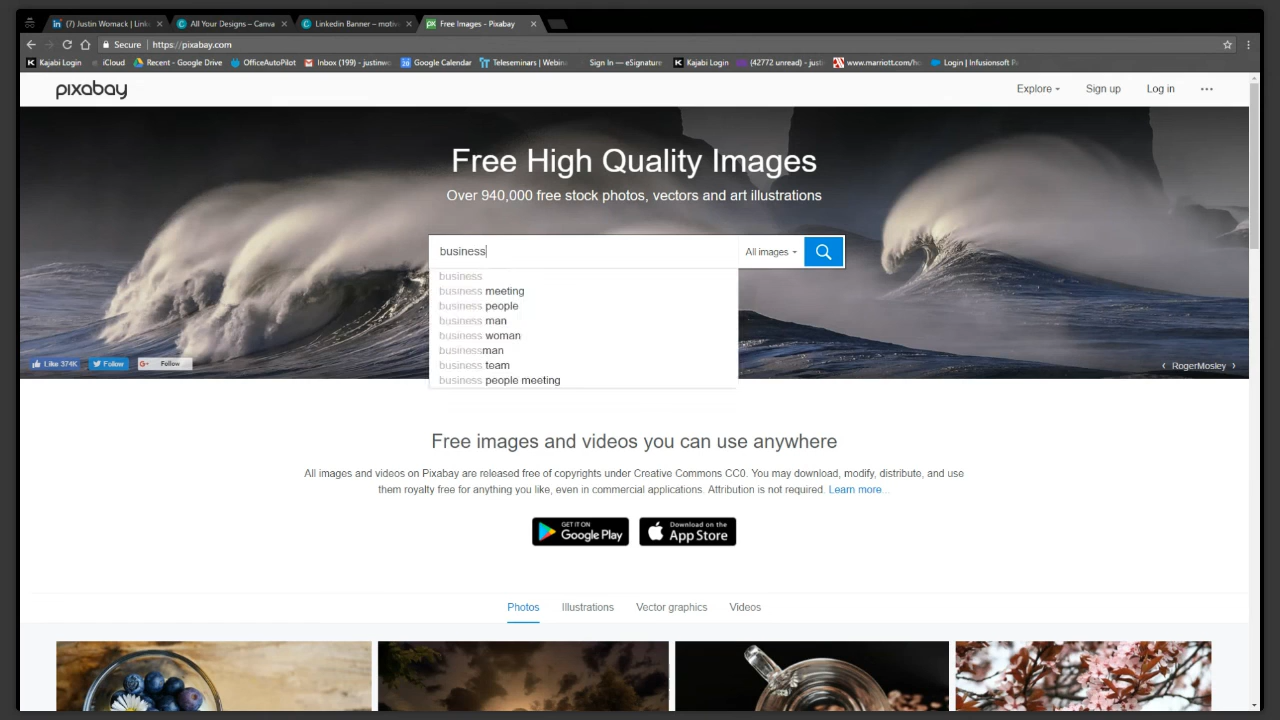 (7) Justin Womack | Link
All Your Designs – Canva
Linkedin Banner – motiv
Free Images - Pixabay
Secure | https://pixabay.com
Kajabi Login
iCloud
Recent - Google Drive
OfficeAutoPilot
Inbox (199) - justinwo
Google Calendar
Teleseminars | Webin
Sign In — eSignature
Kajabi Login
(42772 unread) - just
www.marriott.com/ho
Login | Infusionsoft
pixabay
Explore
Sign up
Log in
Free High Quality Images
Over 940,000 free stock photos, vectors and art illustrations
business
All images
business
business meeting
business people
business man
business woman
businessman
business team
business people meeting
Like 374K
Follow
G+ Follow
‹ RogerMosley ›
Free images and videos you can use anywhere
All images and videos on Pixabay are released free of copyrights under Creative Commons CC0. You may download, modify, distribute, and use
them royalty free for anything you like, even in commercial applications. Attribution is not required. Learn more...
GET IT ON
Google Play
Download on the
App Store
Photos
Illustrations
Vector graphics
Videos